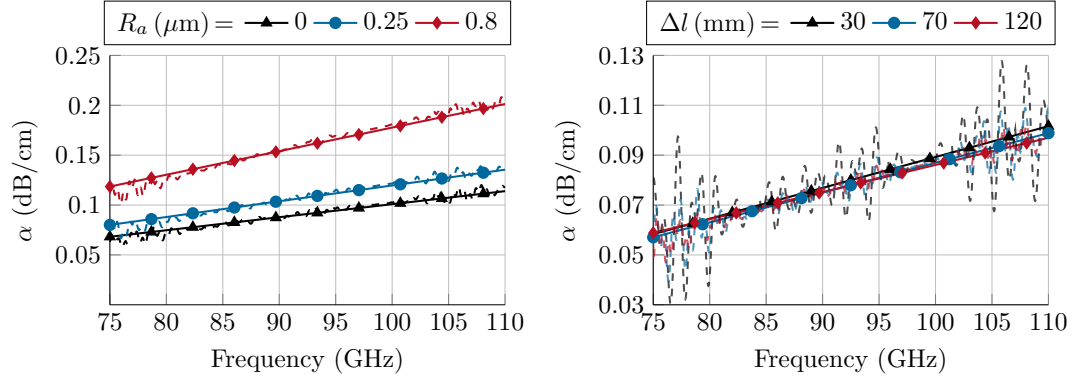 R_a (μm) = 0 0.25 0.8
0.25
0.2
0.15
0.1
0.05
α (dB/cm)
75 80 85 90 95 100 105 110
Frequency (GHz)
Δl (mm) = 30 70 120
0.13
0.11
0.09
0.07
0.05
0.03
α (dB/cm)
75 80 85 90 95 100 105 110
Frequency (GHz)